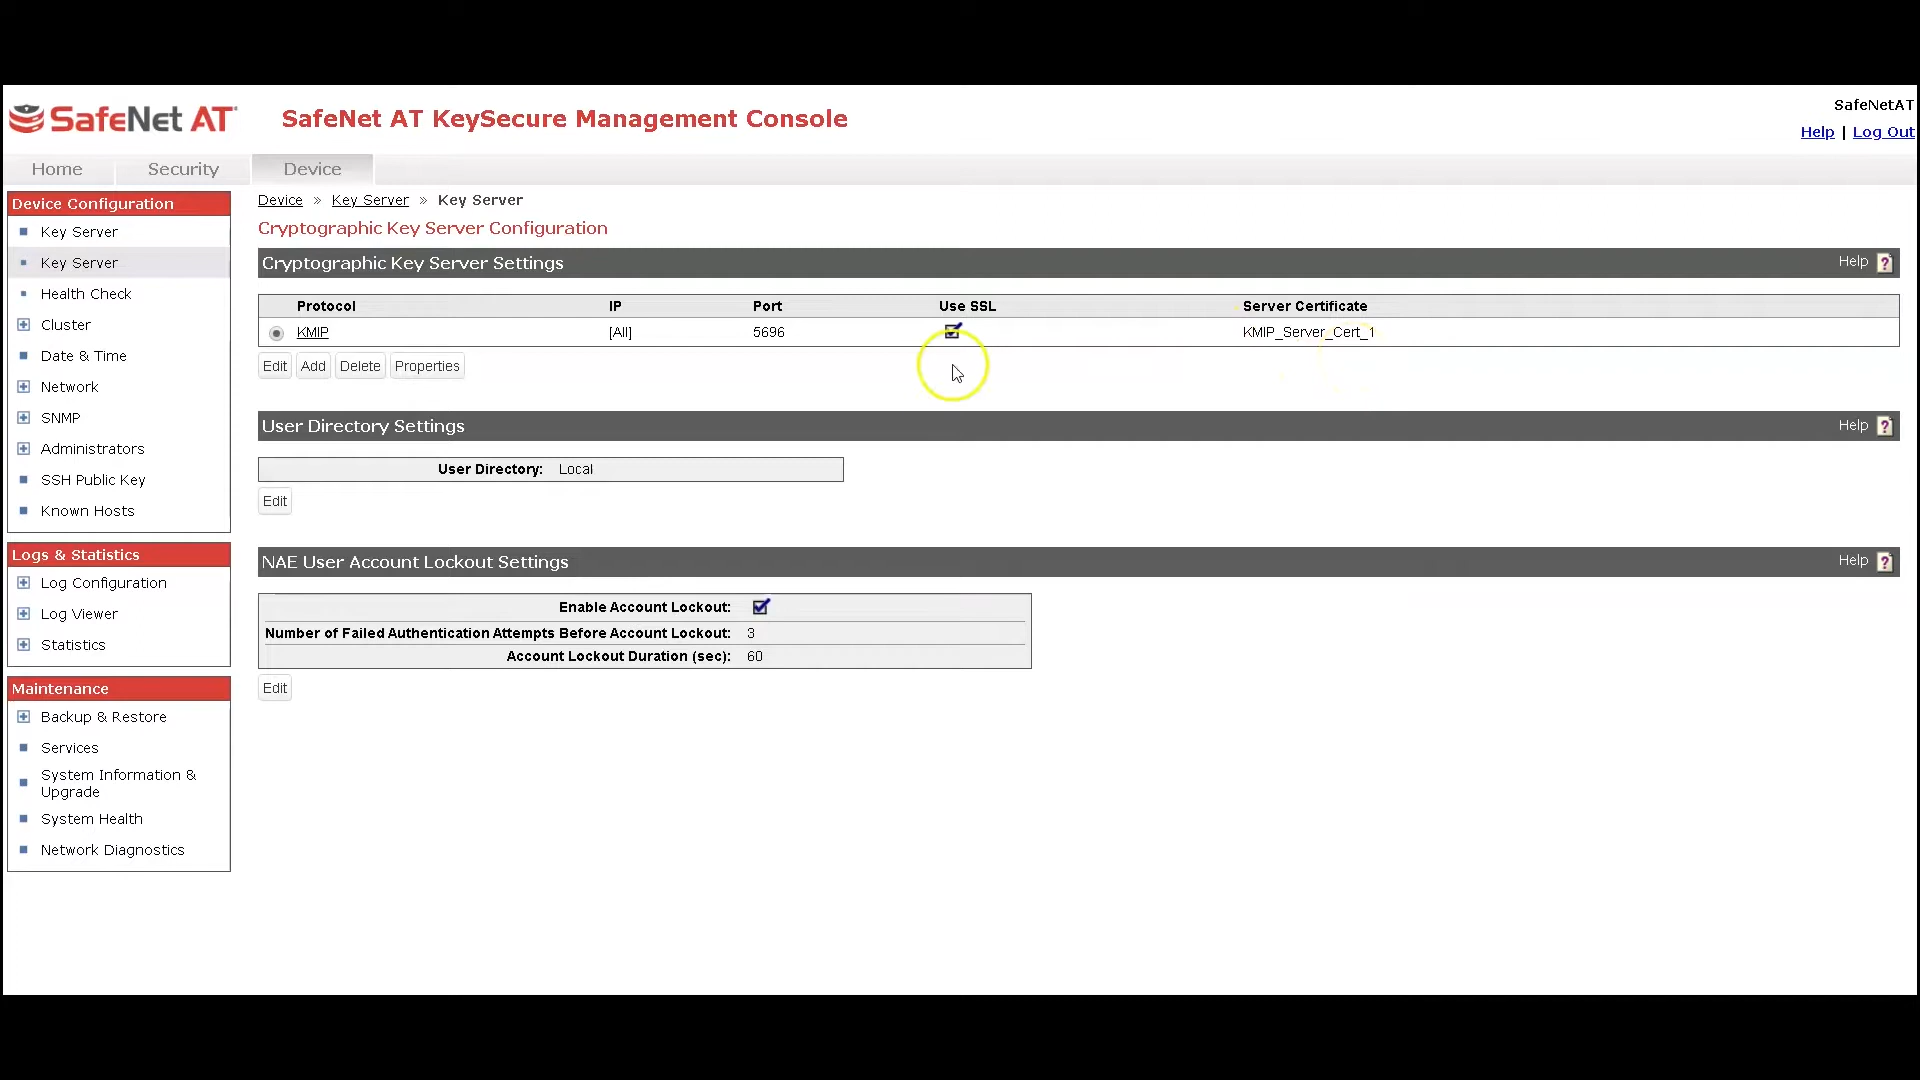 SafeNet AT
SafeNet AT KeySecure Management Console
SafeNetAT
Help | Log Out
Home Security Device
Device Configuration
Key Server
Key Server
Health Check
Cluster
Date & Time
Network
SNMP
Administrators
SSH Public Key
Known Hosts
Logs & Statistics
Log Configuration
Log Viewer
Statistics
Maintenance
Backup & Restore
Services
System Information &
Upgrade
System Health
Network Diagnostics
Device » Key Server » Key Server
Cryptographic Key Server Configuration
Cryptographic Key Server Settings Help ?
Protocol IP Port Use SSL Server Certificate
KMIP [All] 5696 KMIP_Server_Cert_1
Edit Add Delete Properties
User Directory Settings Help ?
User Directory: Local
Edit
NAE User Account Lockout Settings Help ?
Enable Account Lockout:
Number of Failed Authentication Attempts Before Account Lockout: 3
Account Lockout Duration (sec): 60
Edit